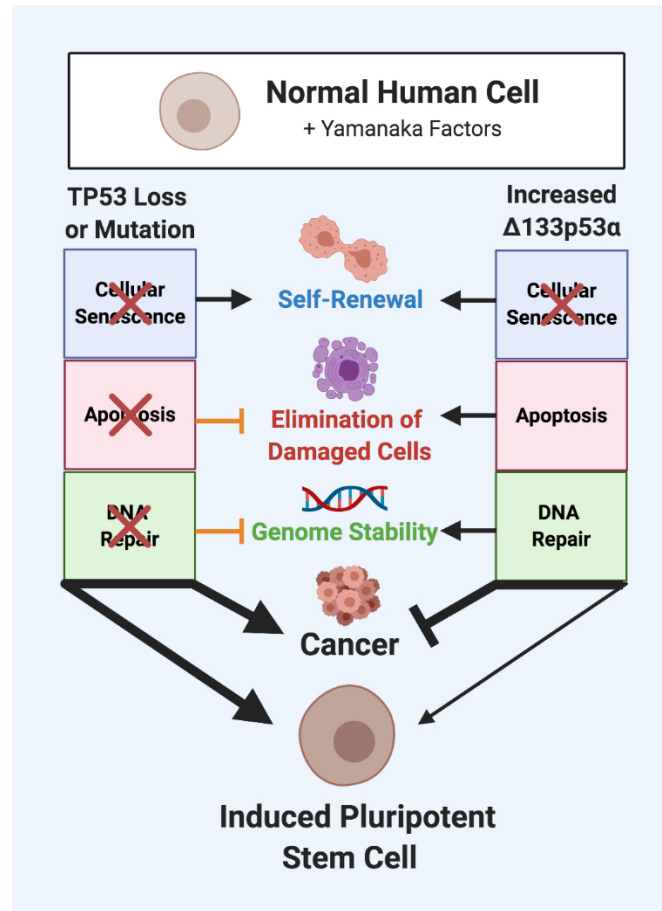 Normal Human Cell
+ Yamanaka Factors
TP53 Loss
or Mutation
Increased
Δ133p53α
Cellular
Senescence
Self-Renewal
Cellular
Senescence
Apoptosis
Elimination of
Damaged Cells
Apoptosis
DNA
Repair
Genome Stability
DNA
Repair
Cancer
Induced Pluripotent
Stem Cell